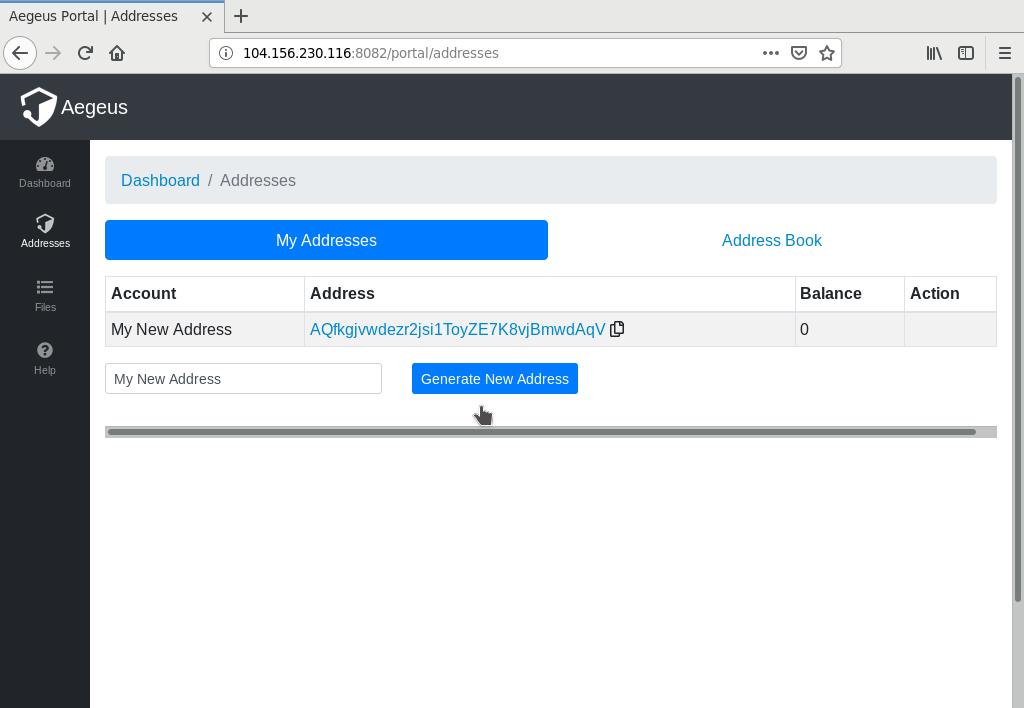 Aegeus Portal | Addresses
104.156.230.116:8082/portal/addresses
Aegeus
Dashboard
Addresses
Files
Help
Dashboard / Addresses
My Addresses Address Book
Account Address Balance Action
My New Address AQfkgjvwdezr2jsi1ToyZE7K8vjBmwdAqV 0
My New Address Generate New Address